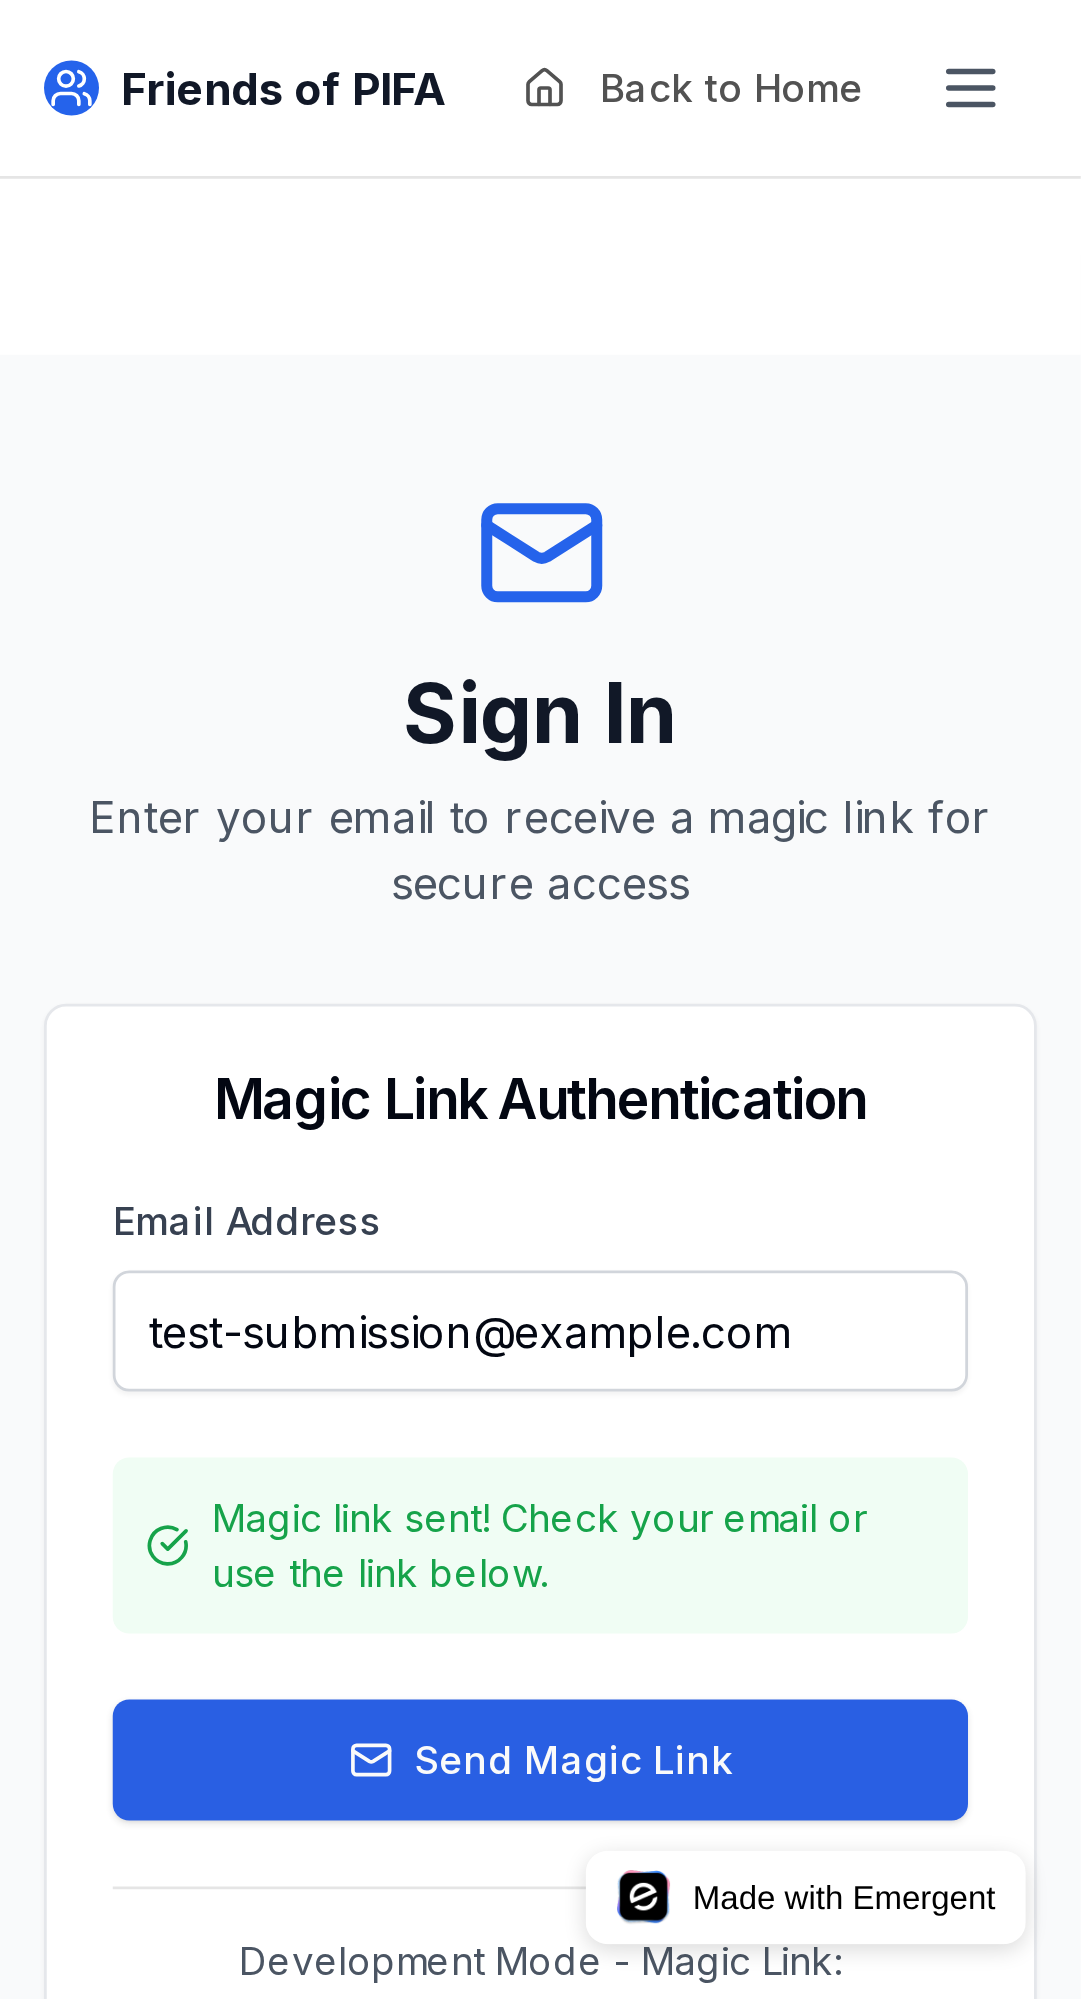 Friends of PIFA
Back to Home
Sign In
Enter your email to receive a magic link for
secure access
Magic Link Authentication
Email Address
test-submission@example.com
Magic link sent! Check your email or
use the link below.
Send Magic Link
Made with Emergent
Development Mode - Magic Link: